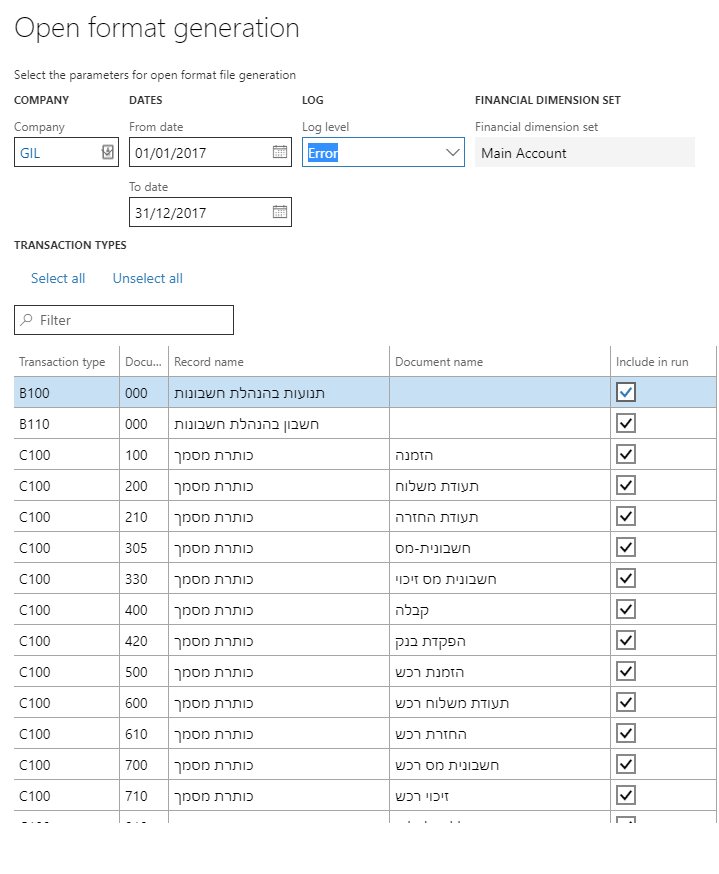 Open format generation
Select the parameters for open format file generation
COMPANY DATES LOG FINANCIAL DIMENSION SET
Company From date Log level Financial dimension set
GIL 01/01/2017 Error Main Account
To date
31/12/2017
TRANSACTION TYPES
Select all Unselect all
Filter
Transaction type Docu... Record name Document name Include in run
B100 000 תנועות בהנהלת חשבונות
B110 000 חשבון בהנהלת חשבונות
C100 100 כותרת מסמך הזמנה
C100 200 כותרת מסמך תעודת משלוח
C100 210 כותרת מסמך תעודת החזרה
C100 305 כותרת מסמך חשבונית-מס
C100 330 כותרת מסמך חשבונית מס זיכוי
C100 400 כותרת מסמך קבלה
C100 420 כותרת מסמך הפקדת בנק
C100 500 כותרת מסמך הזמנת רכש
C100 600 כותרת מסמך תעודת משלוח רכש
C100 610 כותרת מסמך החזרת רכש
C100 700 כותרת מסמך חשבונית מס רכש
C100 710 כותרת מסמך זיכוי רכש